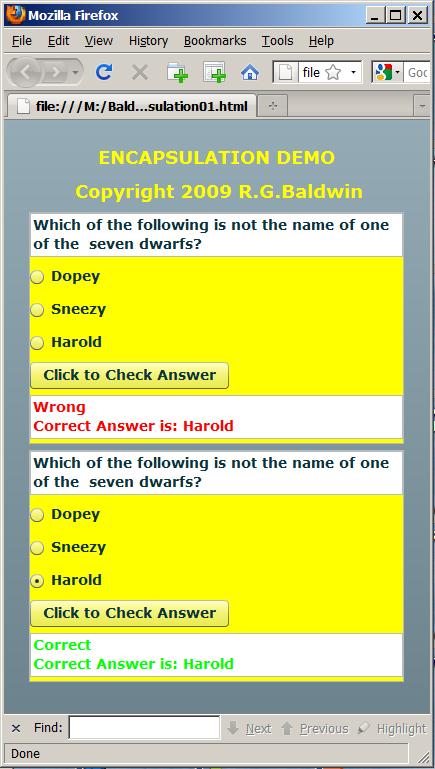 Mozilla Firefox
File Edit View History Bookmarks Tools Help
file
file:///M:/Bald...sulation01.html
ENCAPSULATION DEMO
Copyright 2009 R.G.Baldwin
Which of the following is not the name of one
of the seven dwarfs?
Dopey
Sneezy
Harold
Click to Check Answer
Wrong
Correct Answer is: Harold
Which of the following is not the name of one
of the seven dwarfs?
Dopey
Sneezy
Harold
Click to Check Answer
Correct
Correct Answer is: Harold
Find: Next Previous Highlight
Done